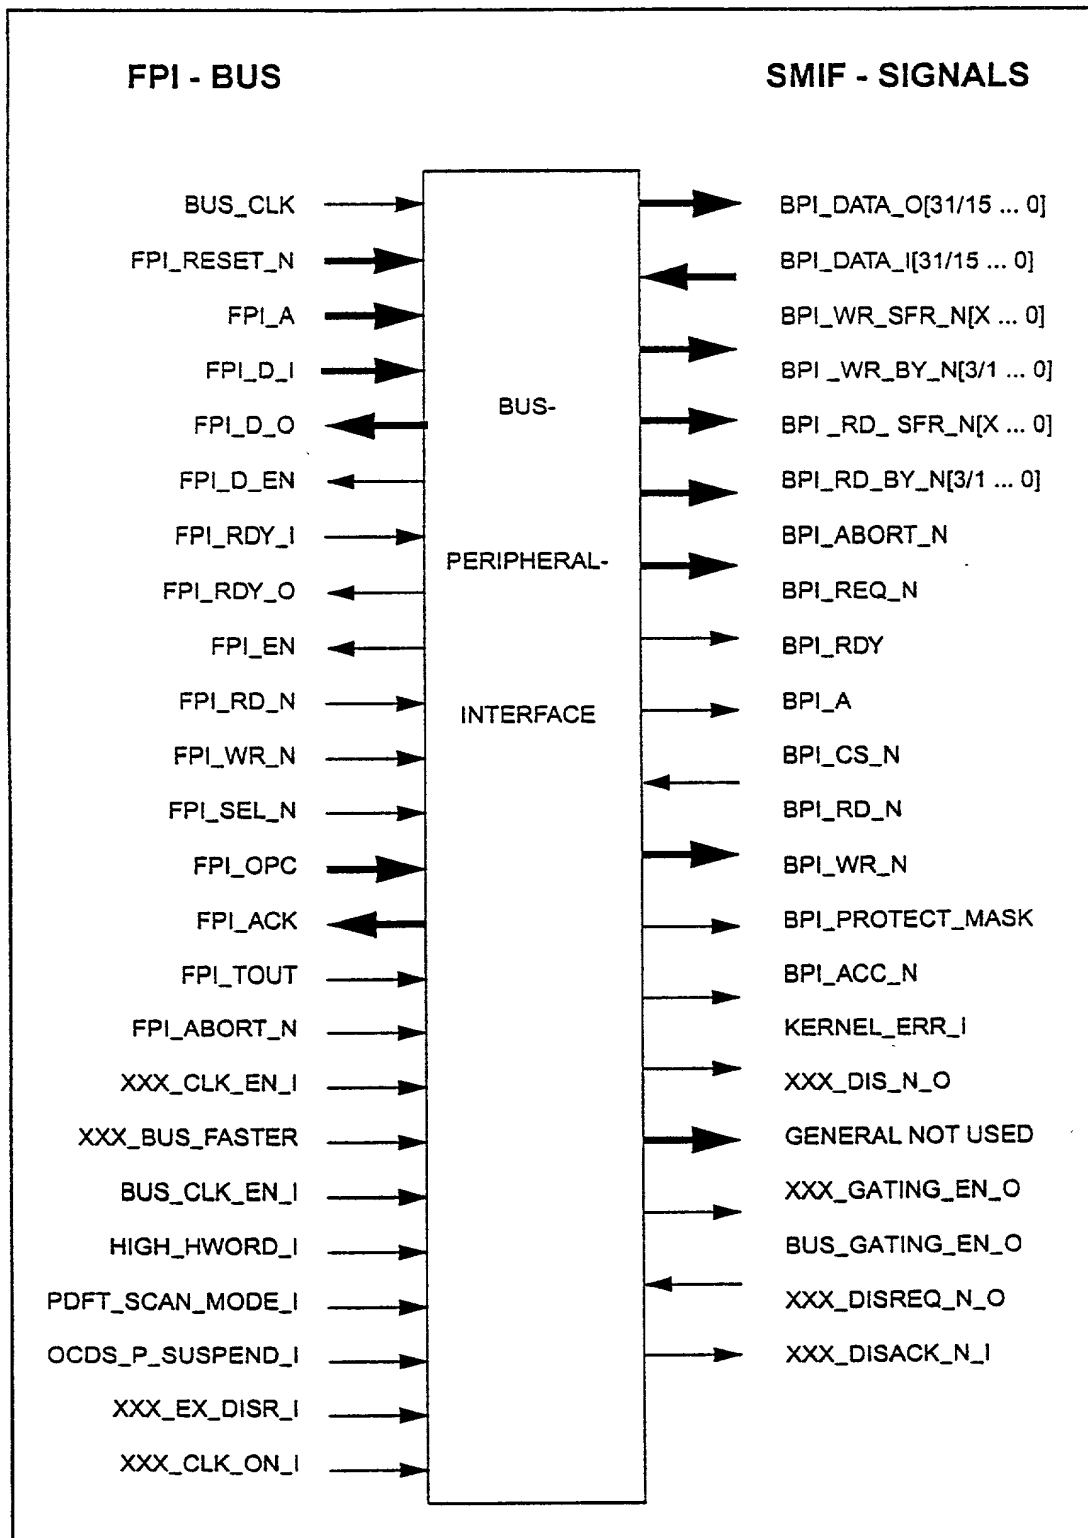 FPI - BUS
SMIF - SIGNALS
BUS_CLK
FPI_RESET_N
FPI_A
FPI_D_I
FPI_D_O
FPI_D_EN
FPI_RDY_I
FPI_RDY_O
FPI_EN
FPI_RD_N
FPI_WR_N
FPI_SEL_N
FPI_OPC
FPI_ACK
FPI_TOUT
FPI_ABORT_N
XXX_CLK_EN_I
XXX_BUS_FASTER
BUS_CLK_EN_I
HIGH_HWORD_I
PDFT_SCAN_MODE_I
OCDS_P_SUSPEND_I
XXX_EX_DISR_I
XXX_CLK_ON_I
BUS-
PERIPHERAL-
INTERFACE
BPI_DATA_O[31/15 ... 0]
BPI_DATA_I[31/15 ... 0]
BPI_WR_SFR_N[X ... 0]
BPI _WR_BY_N[3/1 ... 0]
BPI _RD_ SFR_N[X ... 0]
BPI_RD_BY_N[3/1 ... 0]
BPI_ABORT_N
BPI_REQ_N
BPI_RDY
BPI_A
BPI_CS_N
BPI_RD_N
BPI_WR_N
BPI_PROTECT_MASK
BPI_ACC_N
KERNEL_ERR_I
XXX_DIS_N_O
GENERAL NOT USED
XXX_GATING_EN_O
BUS_GATING_EN_O
XXX_DISREQ_N_O
XXX_DISACK_N_I